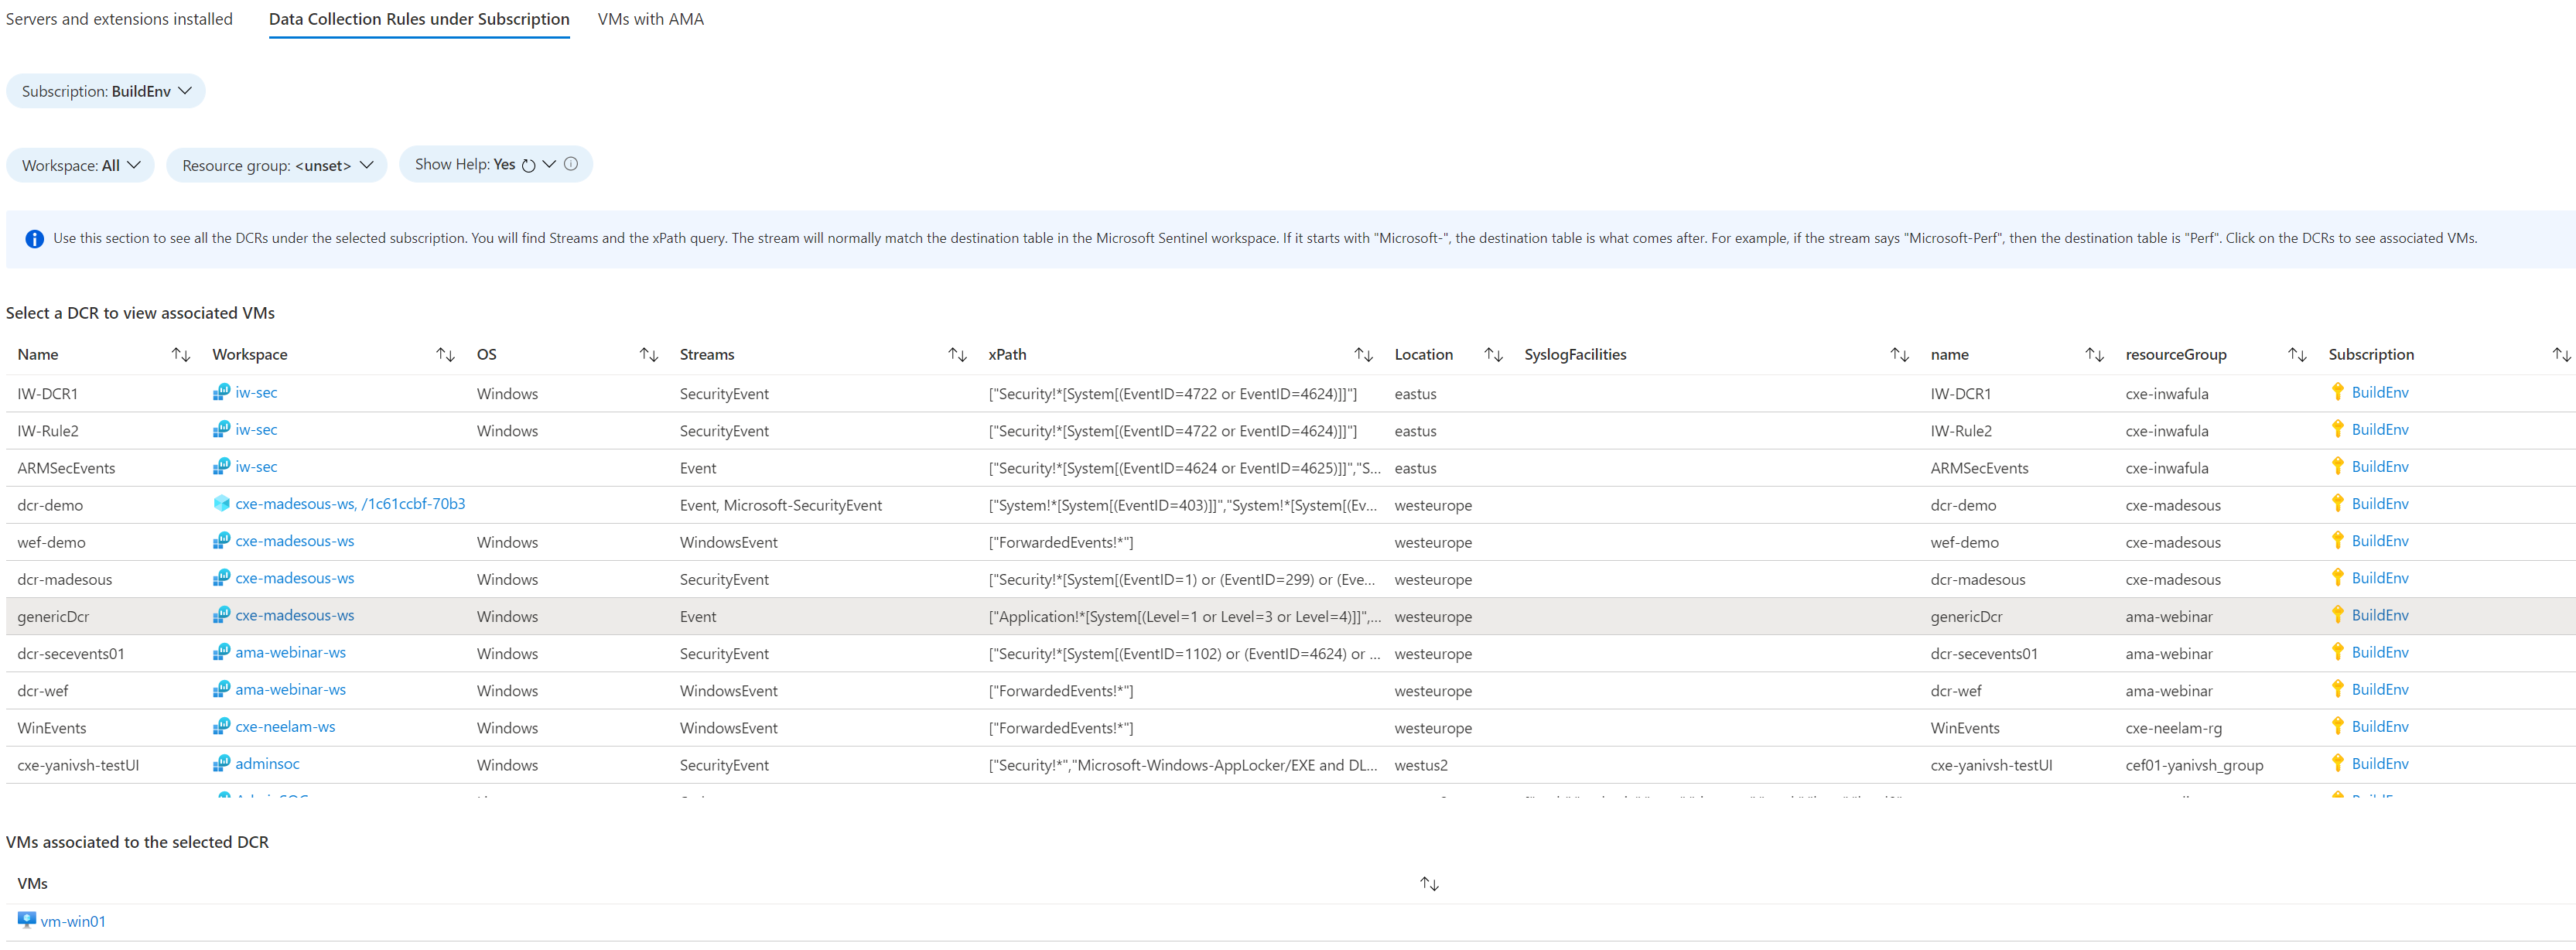 Servers and extensions installed Data Collection Rules under Subscription VMs with AMA
Subscription: BuildEnv
Workspace: All Resource group: <unset> Show Help: Yes
Use this section to see all the DCRs under the selected subscription. You will find Streams and the xPath query. The stream will normally match the destination table in the Microsoft Sentinel workspace. If it starts with "Microsoft-", the destination table is what comes after. For example, if the stream says "Microsoft-Perf", then the destination table is "Perf". Click on the DCRs to see associated VMs.
Select a DCR to view associated VMs
Name Workspace OS Streams xPath Location SyslogFacilities name resourceGroup Subscription
IW-DCR1 iw-sec Windows SecurityEvent ["Security!*[System[(EventID=4722 or EventID=4624)]]"] eastus IW-DCR1 cxe-inwafula BuildEnv
IW-Rule2 iw-sec Windows SecurityEvent ["Security!*[System[(EventID=4722 or EventID=4624)]]"] eastus IW-Rule2 cxe-inwafula BuildEnv
ARMSecEvents iw-sec Event ["Security!*[System[(EventID=4624 or EventID=4625)]]","S... eastus ARMSecEvents cxe-inwafula BuildEnv
dcr-demo cxe-madesous-ws, /1c61ccbf-70b3 Event, Microsoft-SecurityEvent ["System!*[System[(EventID=403)]]","System!*[System[(Ev... westeurope dcr-demo cxe-madesous BuildEnv
wef-demo cxe-madesous-ws Windows WindowsEvent ["ForwardedEvents!*"] westeurope wef-demo cxe-madesous BuildEnv
dcr-madesous cxe-madesous-ws Windows SecurityEvent ["Security!*[System[(EventID=1) or (EventID=299) or (Eve... westeurope dcr-madesous cxe-madesous BuildEnv
genericDcr cxe-madesous-ws Windows Event ["Application!*[System[(Level=1 or Level=3 or Level=4)]]",... westeurope genericDcr ama-webinar BuildEnv
dcr-secevents01 ama-webinar-ws Windows SecurityEvent ["Security!*[System[(EventID=1102) or (EventID=4624) or ... westeurope dcr-secevents01 ama-webinar BuildEnv
dcr-wef ama-webinar-ws Windows WindowsEvent ["ForwardedEvents!*"] westeurope dcr-wef ama-webinar BuildEnv
WinEvents cxe-neelam-ws Windows WindowsEvent ["ForwardedEvents!*"] westeurope WinEvents cxe-neelam-rg BuildEnv
cxe-yanivsh-testUI adminsoc Windows SecurityEvent ["Security!*","Microsoft-Windows-AppLocker/EXE and DL... westus2 cxe-yanivsh-testUI cef01-yanivsh_group BuildEnv
VMs associated to the selected DCR
VMs
vm-win01